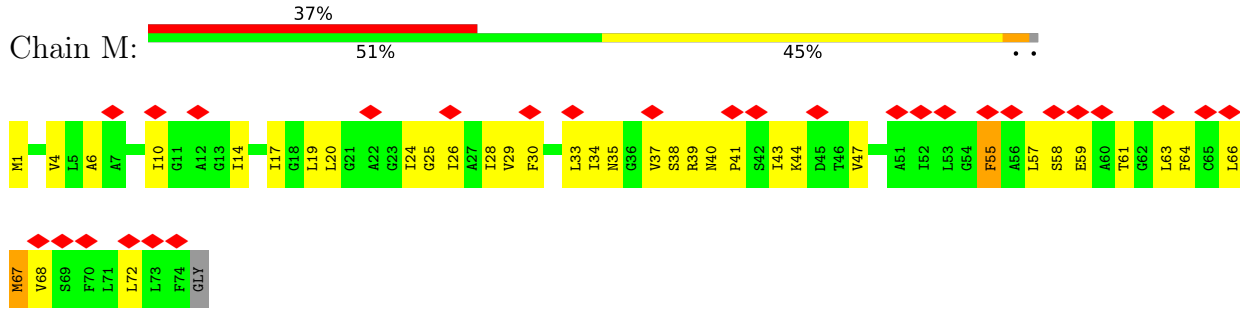 37%
Chain M:
51% 45% • •
M1 V4 L5 A6 A7 I10 G11 A12 G13 I14 I17 G18 L19 L20 G21 A22 G23 I24 G25 I26 A27 I28 V29 F30 L33 I34 N35 G36 V37 S38 R39 N40 P41 S42 I43 K44 D45 T46 V47 A51 I52 L53 G54 F55 A56 L57 S58 E59 A60 T61 G62 L63 F64 C65 L66
M67 V68 S69 F70 L71 L72 L73 F74 GLY